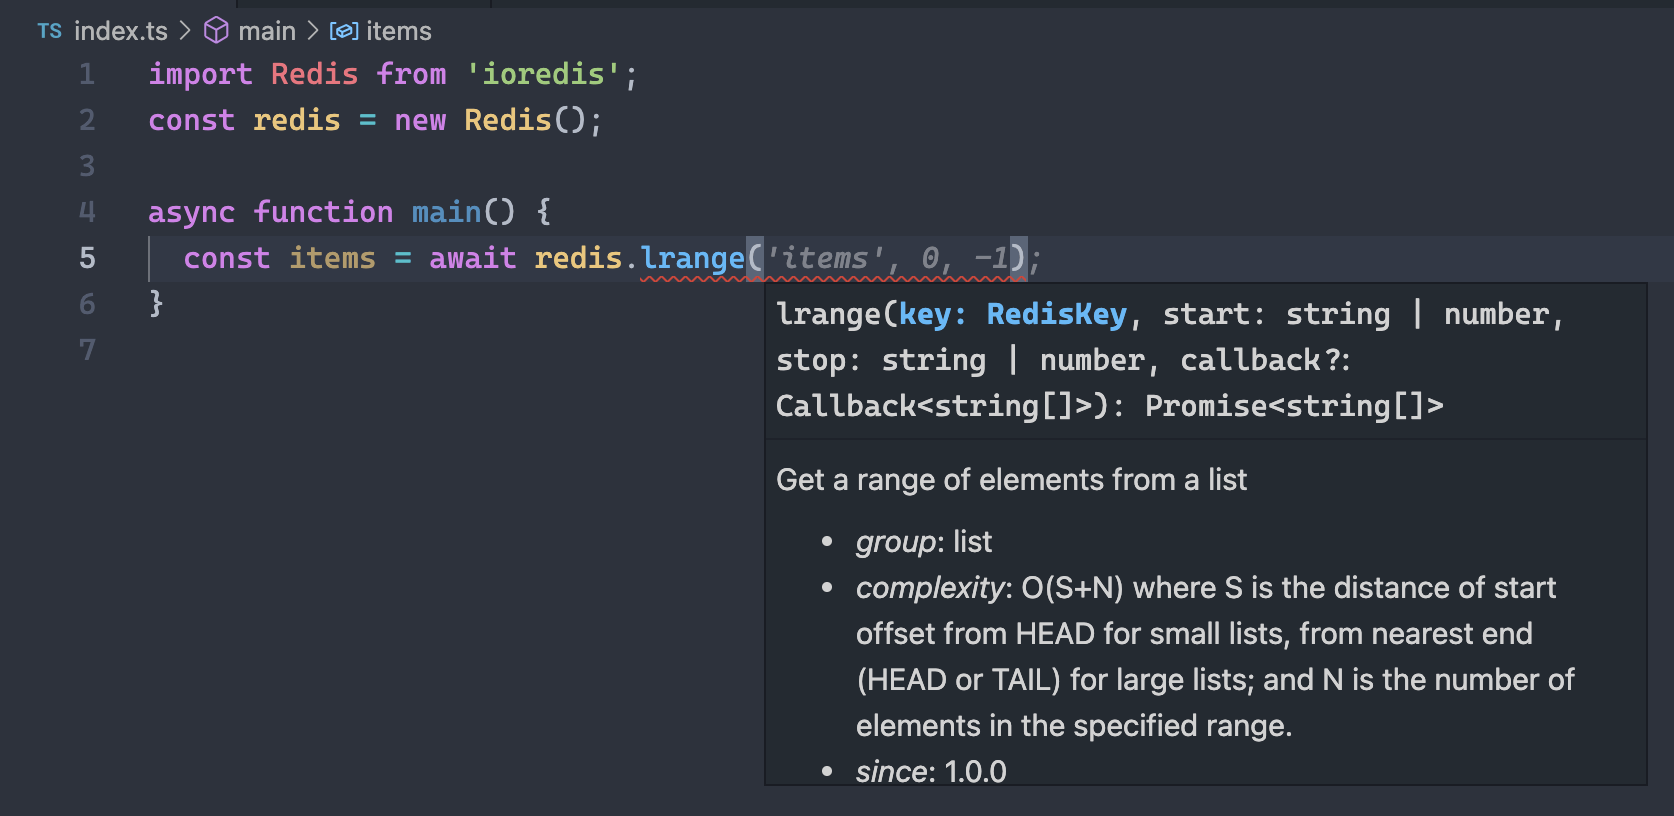 TS index.ts > main > items
1 import Redis from 'ioredis';
2 const redis = new Redis();
3
4 async function main() {
5 const items = await redis.lrange('items', 0, -1);
6 }
7
lrange(key: RedisKey, start: string | number,
stop: string | number, callback?:
Callback<string[]>): Promise<string[]>
Get a range of elements from a list
• group: list
• complexity: O(S+N) where S is the distance of start
offset from HEAD for small lists, from nearest end
(HEAD or TAIL) for large lists; and N is the number of
elements in the specified range.
• since: 1.0.0